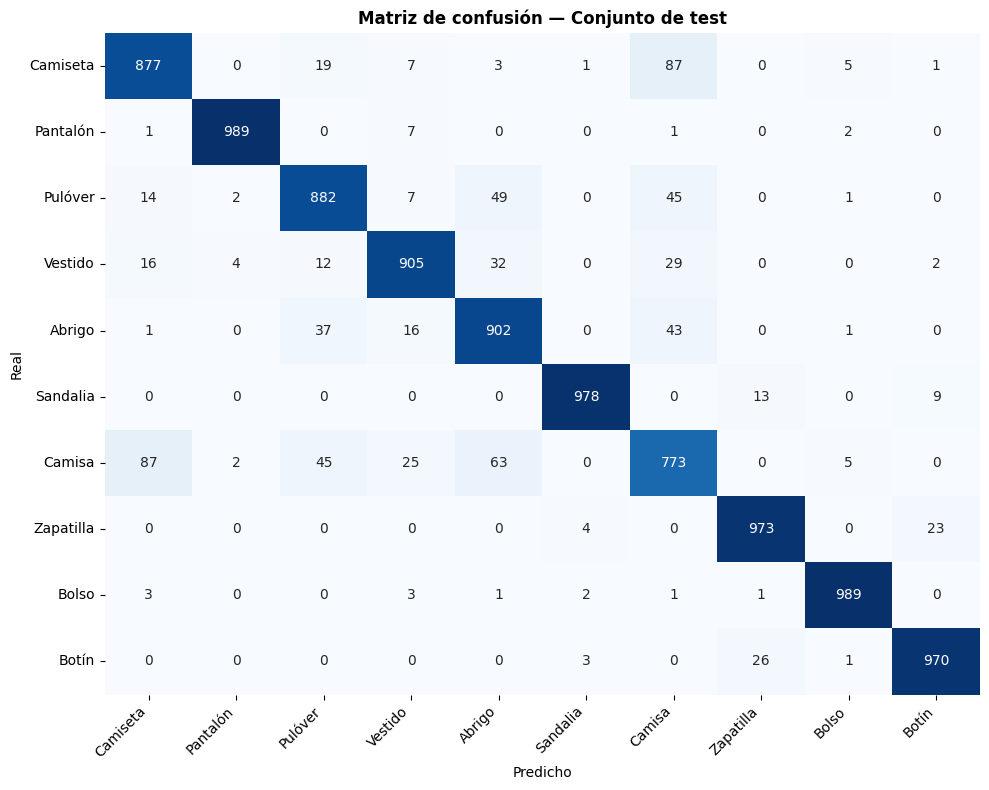 Matriz de confusión — Conjunto de test
Real
Camiseta 877 0 19 7 3 1 87 0 5 1
Pantalón 1 989 0 7 0 0 1 0 2 0
Pulóver 14 2 882 7 49 0 45 0 1 0
Vestido 16 4 12 905 32 0 29 0 0 2
Abrigo 1 0 37 16 902 0 43 0 1 0
Sandalia 0 0 0 0 0 978 0 13 0 9
Camisa 87 2 45 25 63 0 773 0 5 0
Zapatilla 0 0 0 0 0 4 0 973 0 23
Bolso 3 0 0 3 1 2 1 1 989 0
Botín 0 0 0 0 0 3 0 26 1 970
Camiseta Pantalón Pulóver Vestido Abrigo Sandalia Camisa Zapatilla Bolso Botín
Predicho